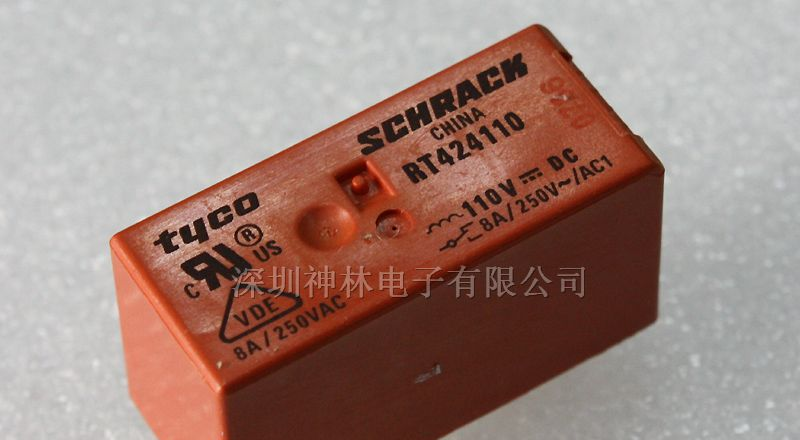 SCHRACK
CHINA
RT424110
110V DC
8A/250V~/AC1
tyco
C RU ® US
VDE
8A/250VAC
深圳神林电子有限公司